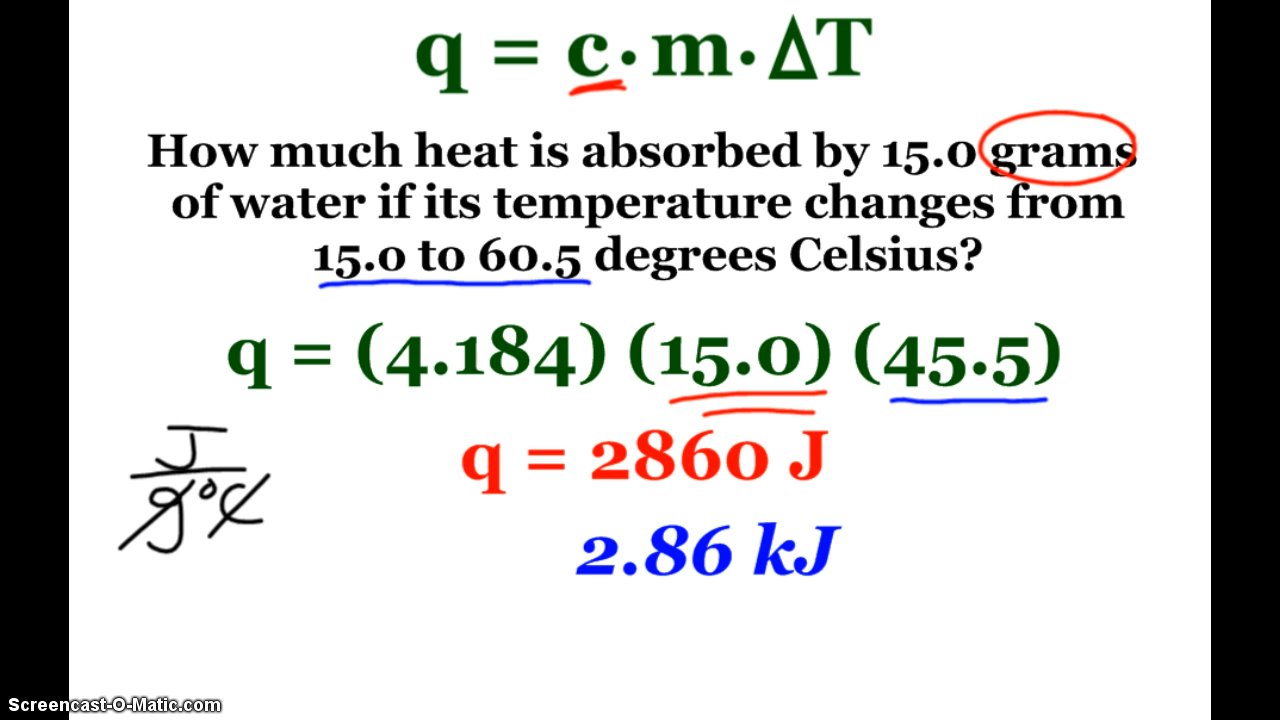 q = c · m · ΔT
How much heat is absorbed by 15.0 grams
of water if its temperature changes from
15.0 to 60.5 degrees Celsius?
q = (4.184) (15.0) (45.5)
q = 2860 J
2.86 kJ
J
g°C
Screencast-O-Matic.com